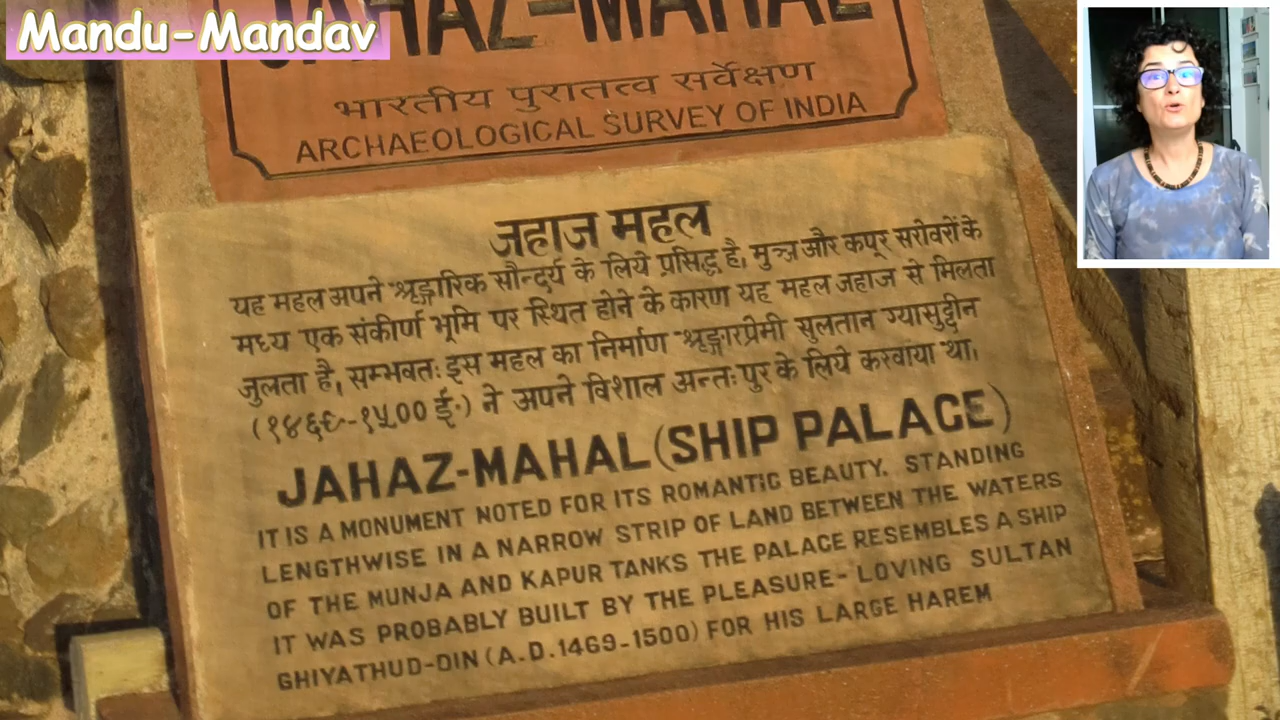 Mandu-Mandav
JAHAZ-MAHAL
भारतीय पुरातत्व सर्वेक्षण
ARCHAEOLOGICAL SURVEY OF INDIA
जहाज महल
यह महल अपने श्रृङ्गारिक सौन्दर्य के लिये प्रसिद्ध है, मुञ्ज और कपूर सरोवरों के
मध्य एक संकीर्ण भूमि पर स्थित होने के कारण यह महल जहाज से मिलता
जुलता है, सम्भवतः इस महल का निर्माण श्रृङ्गारप्रेमी सुलतान ग्यासुद्दीन
(१४६९-१५00 ई.) ने अपने विशाल अन्तः पुर के लिये करवाया था,
JAHAZ-MAHAL (SHIP PALACE)
IT IS A MONUMENT NOTED FOR ITS ROMANTIC BEAUTY. STANDING
LENGTHWISE IN A NARROW STRIP OF LAND BETWEEN THE WATERS
OF THE MUNJA AND KAPUR TANKS THE PALACE RESEMBLES A SHIP
IT WAS PROBABLY BUILT BY THE PLEASURE-LOVING SULTAN
GHIYATHUD-DIN (A.D.1469-1500) FOR HIS LARGE HAREM